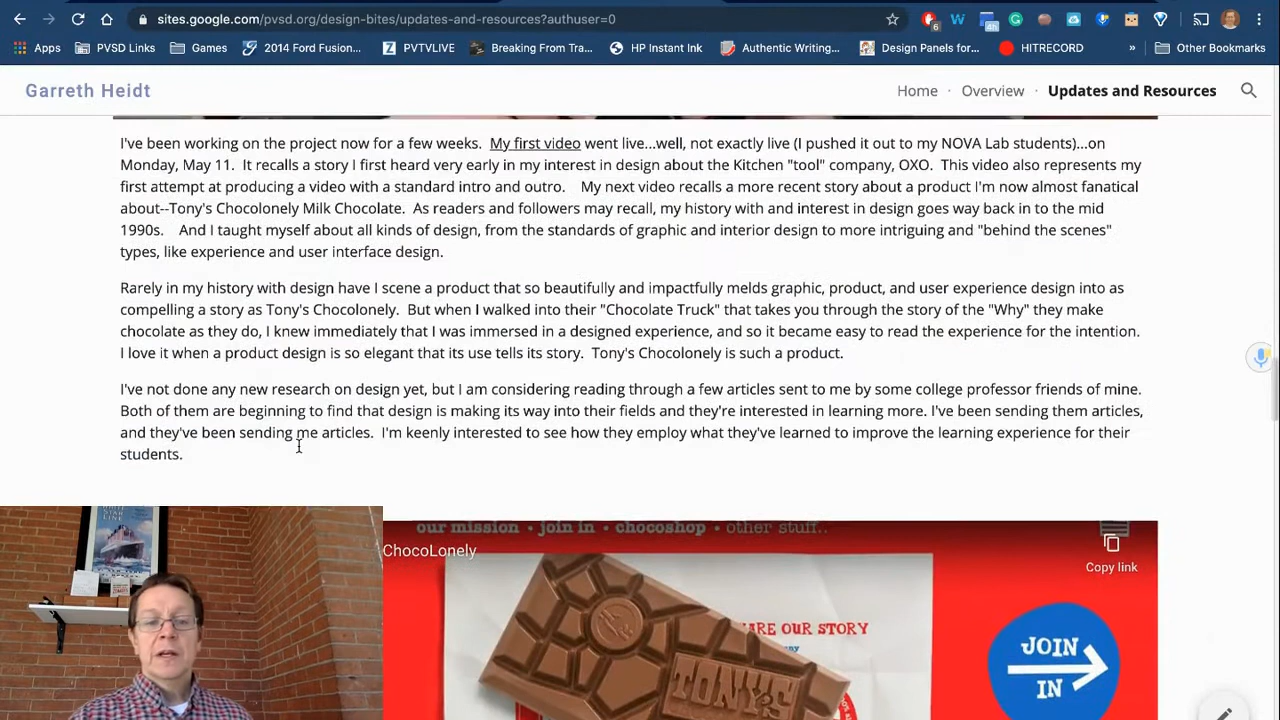 sites.google.com/pvsd.org/design-bites/updates-and-resources?authuser=0
6
W
4h
Apps
PVSD Links
Games
2014 Ford Fusion...
Z PVTVLIVE
Breaking From Tra...
HP Instant Ink
Authentic Writing...
Design Panels for...
HITRECORD
»
Other Bookmarks
Garreth Heidt
Home · Overview · Updates and Resources
I've been working on the project now for a few weeks. My first video went live...well, not exactly live (I pushed it out to my NOVA Lab students)...on
Monday, May 11. It recalls a story I first heard very early in my interest in design about the Kitchen "tool" company, OXO. This video also represents my
first attempt at producing a video with a standard intro and outro. My next video recalls a more recent story about a product I'm now almost fanatical
about--Tony's Chocolonely Milk Chocolate. As readers and followers may recall, my history with and interest in design goes way back in to the mid
1990s. And I taught myself about all kinds of design, from the standards of graphic and interior design to more intriguing and "behind the scenes"
types, like experience and user interface design.
Rarely in my history with design have I scene a product that so beautifully and impactfully melds graphic, product, and user experience design into as
compelling a story as Tony's Chocolonely. But when I walked into their "Chocolate Truck" that takes you through the story of the "Why" they make
chocolate as they do, I knew immediately that I was immersed in a designed experience, and so it became easy to read the experience for the intention.
I love it when a product design is so elegant that its use tells its story. Tony's Chocolonely is such a product.
I've not done any new research on design yet, but I am considering reading through a few articles sent to me by some college professor friends of mine.
Both of them are beginning to find that design is making its way into their fields and they're interested in learning more. I've been sending them articles,
and they've been sending me articles. I'm keenly interested to see how they employ what they've learned to improve the learning experience for their
students.
our mission • join in • chocoshop • other stuff..
ChocoLonely
Copy link
ARE OUR STORY
JOIN
IN
TONY'S
STAR
LINE